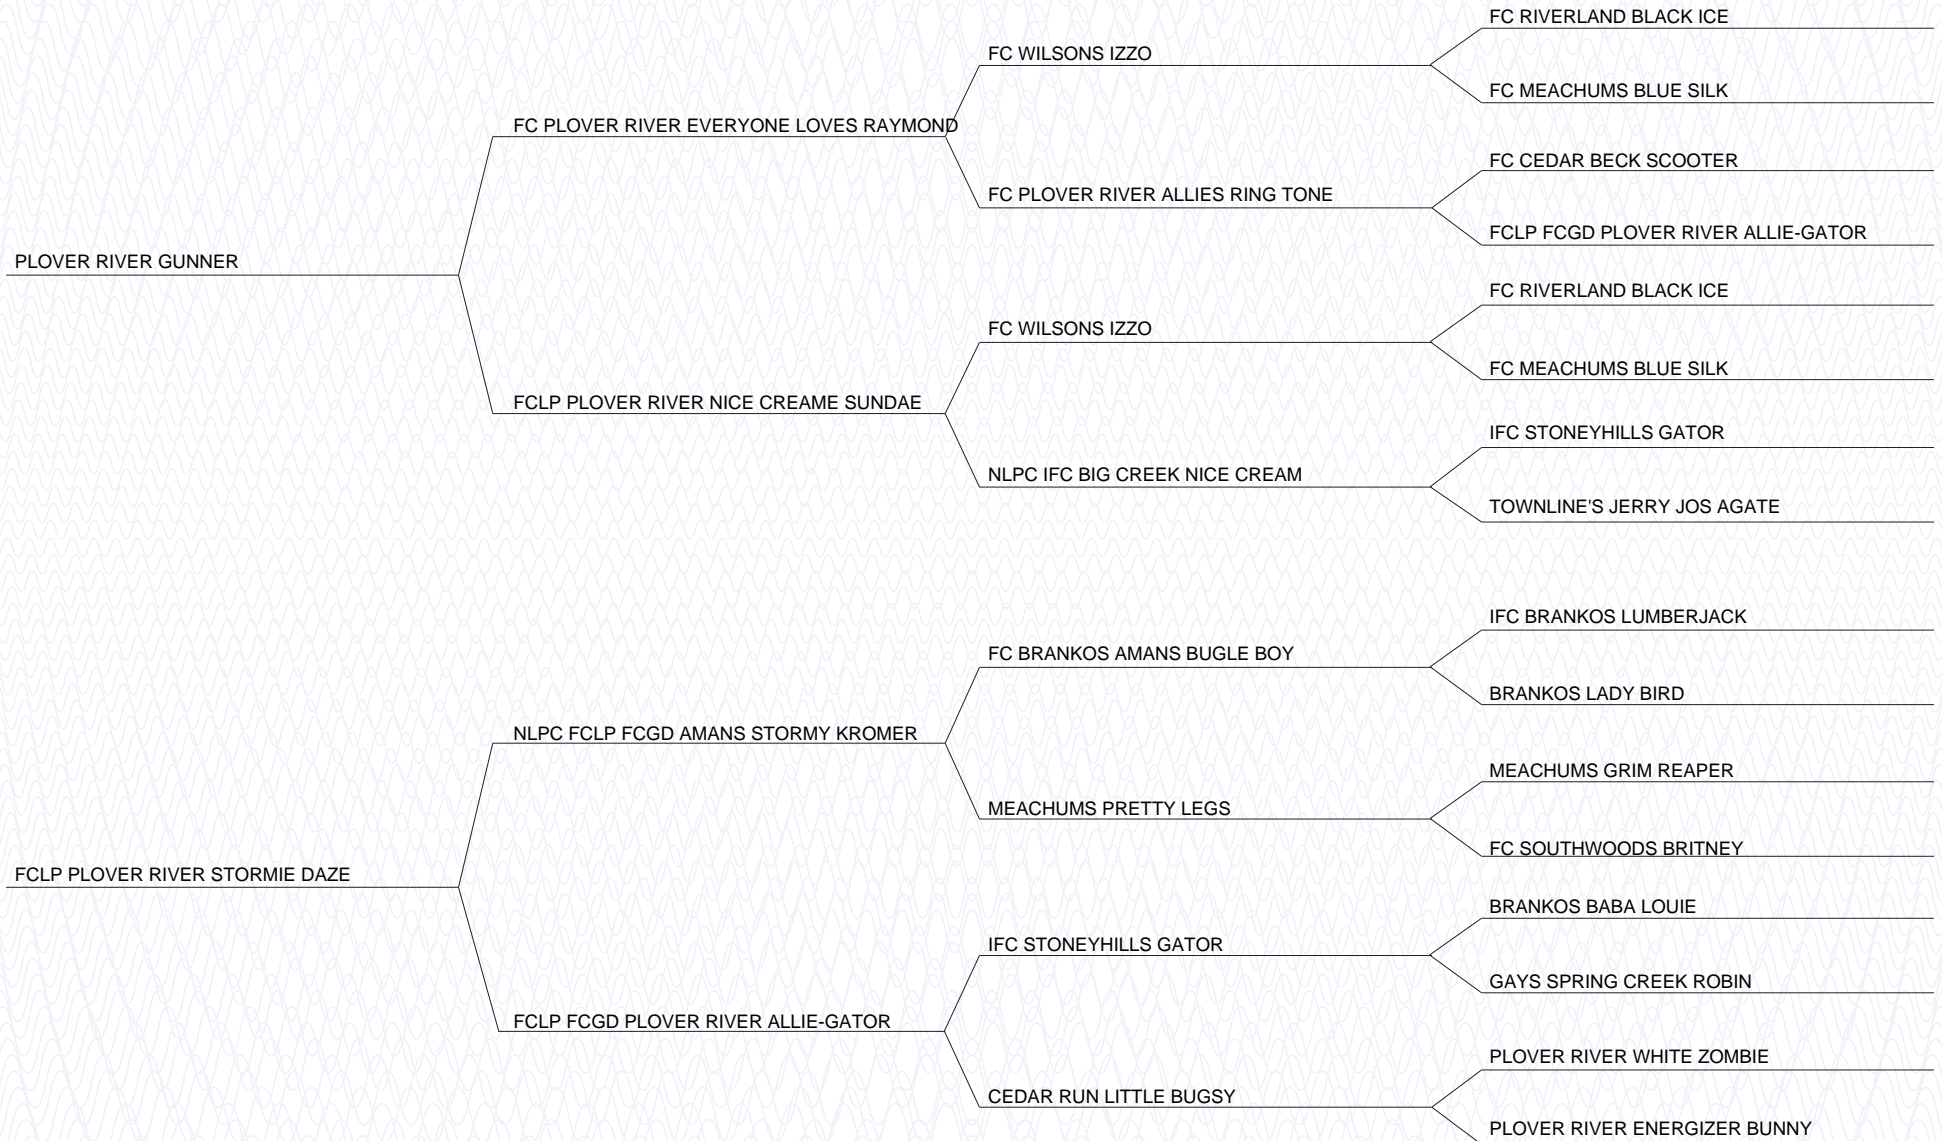 FC RIVERLAND BLACK ICE
FC WILSONS IZZO
FC MEACHUMS BLUE SILK
FC PLOVER RIVER EVERYONE LOVES RAYMOND
FC CEDAR BECK SCOOTER
FC PLOVER RIVER ALLIES RING TONE
FCLP FCGD PLOVER RIVER ALLIE-GATOR
PLOVER RIVER GUNNER
FC RIVERLAND BLACK ICE
FC WILSONS IZZO
FC MEACHUMS BLUE SILK
FCLP PLOVER RIVER NICE CREAME SUNDAE
IFC STONEYHILLS GATOR
NLPC IFC BIG CREEK NICE CREAM
TOWNLINE'S JERRY JOS AGATE
IFC BRANKOS LUMBERJACK
FC BRANKOS AMANS BUGLE BOY
BRANKOS LADY BIRD
NLPC FCLP FCGD AMANS STORMY KROMER
MEACHUMS GRIM REAPER
MEACHUMS PRETTY LEGS
FC SOUTHWOODS BRITNEY
FCLP PLOVER RIVER STORMIE DAZE
BRANKOS BABA LOUIE
IFC STONEYHILLS GATOR
GAYS SPRING CREEK ROBIN
FCLP FCGD PLOVER RIVER ALLIE-GATOR
PLOVER RIVER WHITE ZOMBIE
CEDAR RUN LITTLE BUGSY
PLOVER RIVER ENERGIZER BUNNY